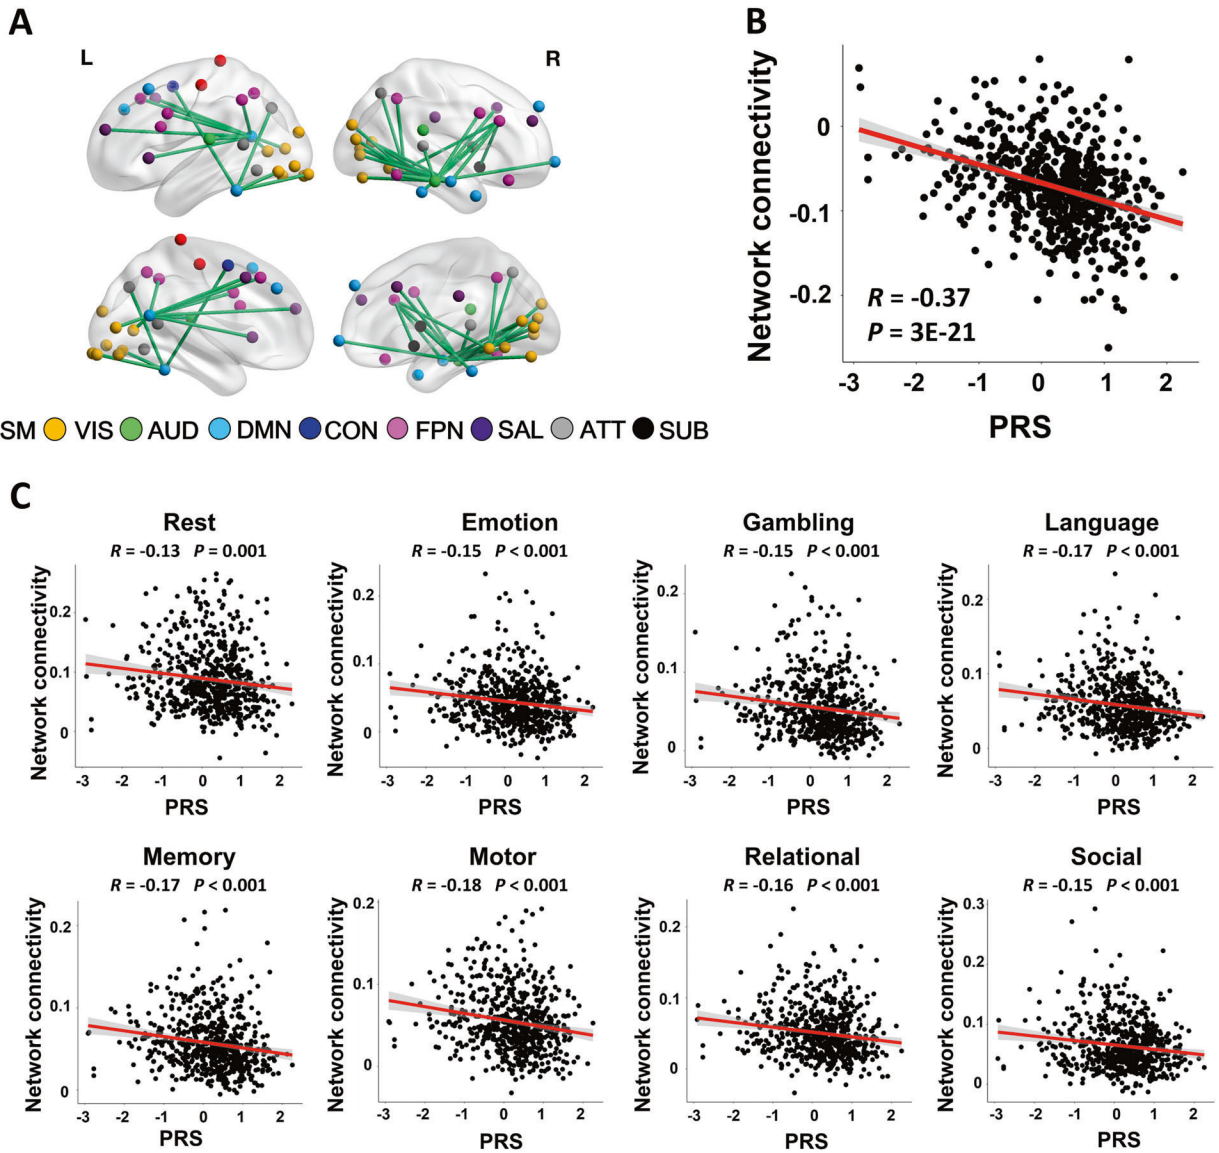 A
L
R
SM VIS AUD DMN CON FPN SAL ATT SUB
B
Network connectivity
0
-0.1
-0.2
R = -0.37
P = 3E-21
-3 -2 -1 0 1 2
PRS
C
Rest
R = -0.13 P = 0.001
Network connectivity
0.2
0.1
0
-3 -2 -1 0 1 2
PRS
Emotion
R = -0.15 P < 0.001
Network connectivity
0.2
0.1
0
-3 -2 -1 0 1 2
PRS
Gambling
R = -0.15 P < 0.001
Network connectivity
0.2
0.1
0
-3 -2 -1 0 1 2
PRS
Language
R = -0.17 P < 0.001
Network connectivity
0.2
0.1
0
-3 -2 -1 0 1 2
PRS
Memory
R = -0.17 P < 0.001
Network connectivity
0.2
0.1
0
-3 -2 -1 0 1 2
PRS
Motor
R = -0.18 P < 0.001
Network connectivity
0.2
0.1
0
-3 -2 -1 0 1 2
PRS
Relational
R = -0.16 P < 0.001
Network connectivity
0.2
0.1
0
-3 -2 -1 0 1 2
PRS
Social
R = -0.15 P < 0.001
Network connectivity
0.3
0.2
0.1
0
-3 -2 -1 0 1 2
PRS